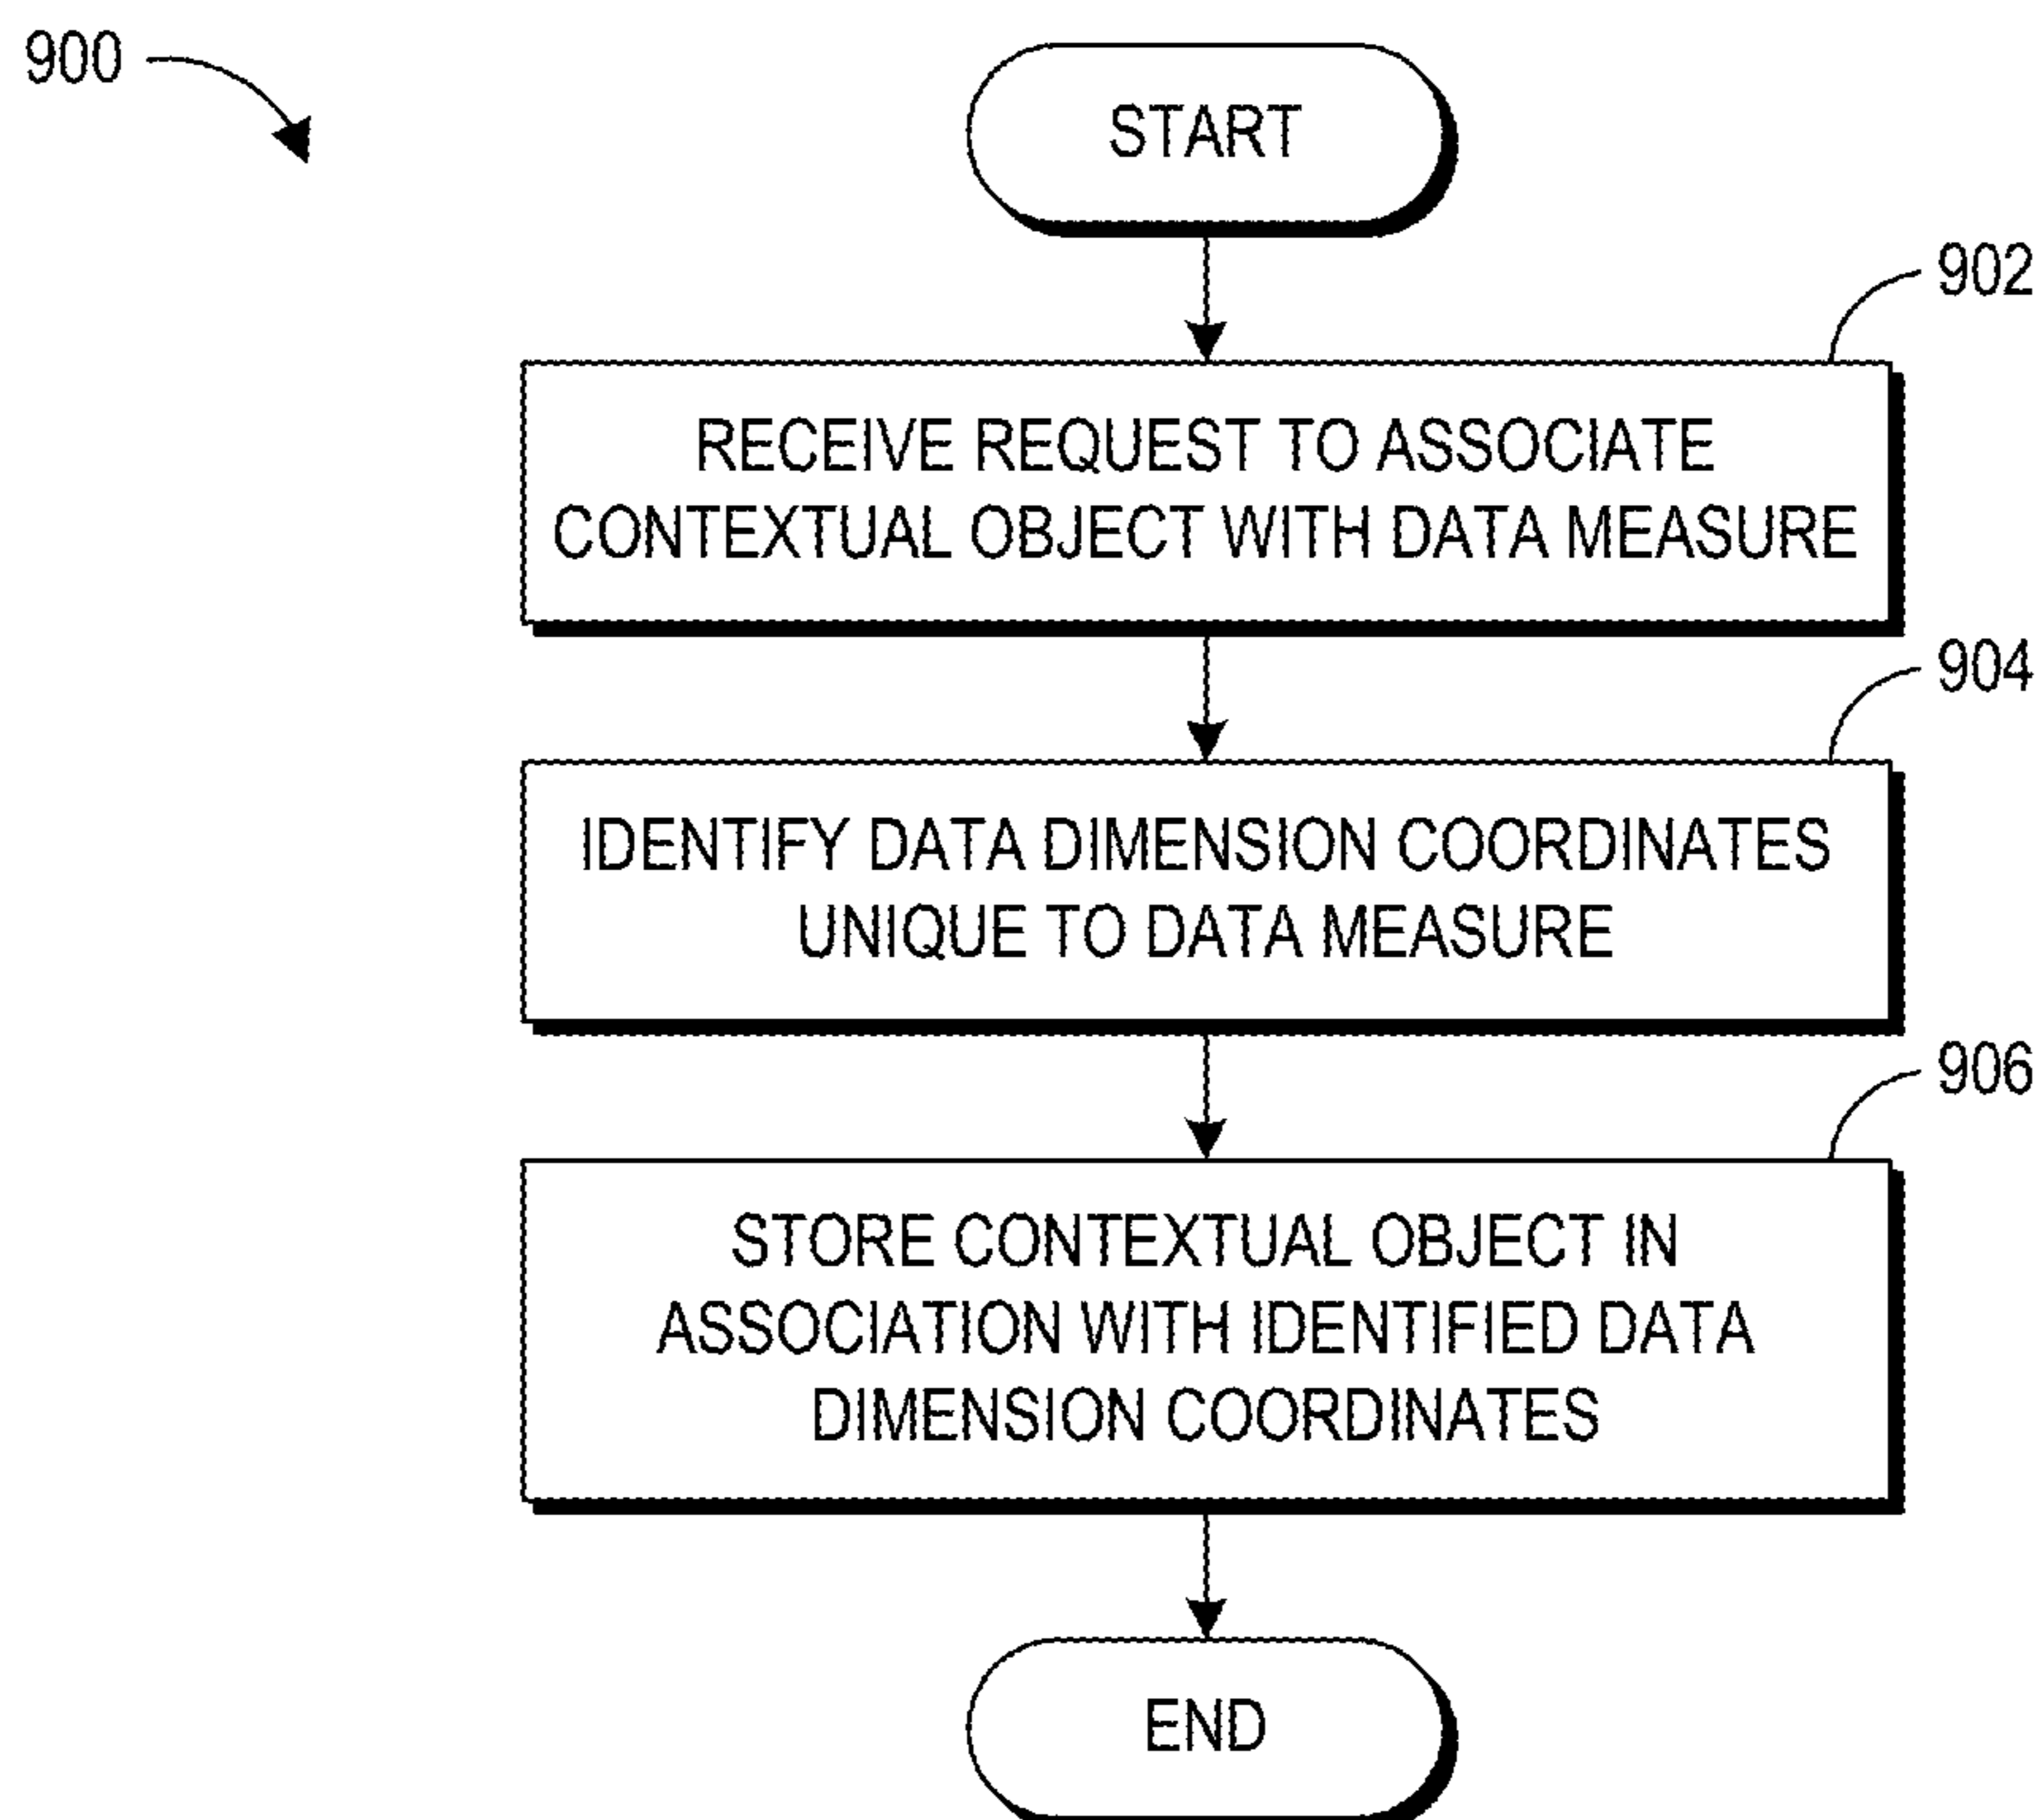 900
START
902
RECEIVE REQUEST TO ASSOCIATE
CONTEXTUAL OBJECT WITH DATA MEASURE
904
IDENTIFY DATA DIMENSION COORDINATES
UNIQUE TO DATA MEASURE
906
STORE CONTEXTUAL OBJECT IN
ASSOCIATION WITH IDENTIFIED DATA
DIMENSION COORDINATES
END